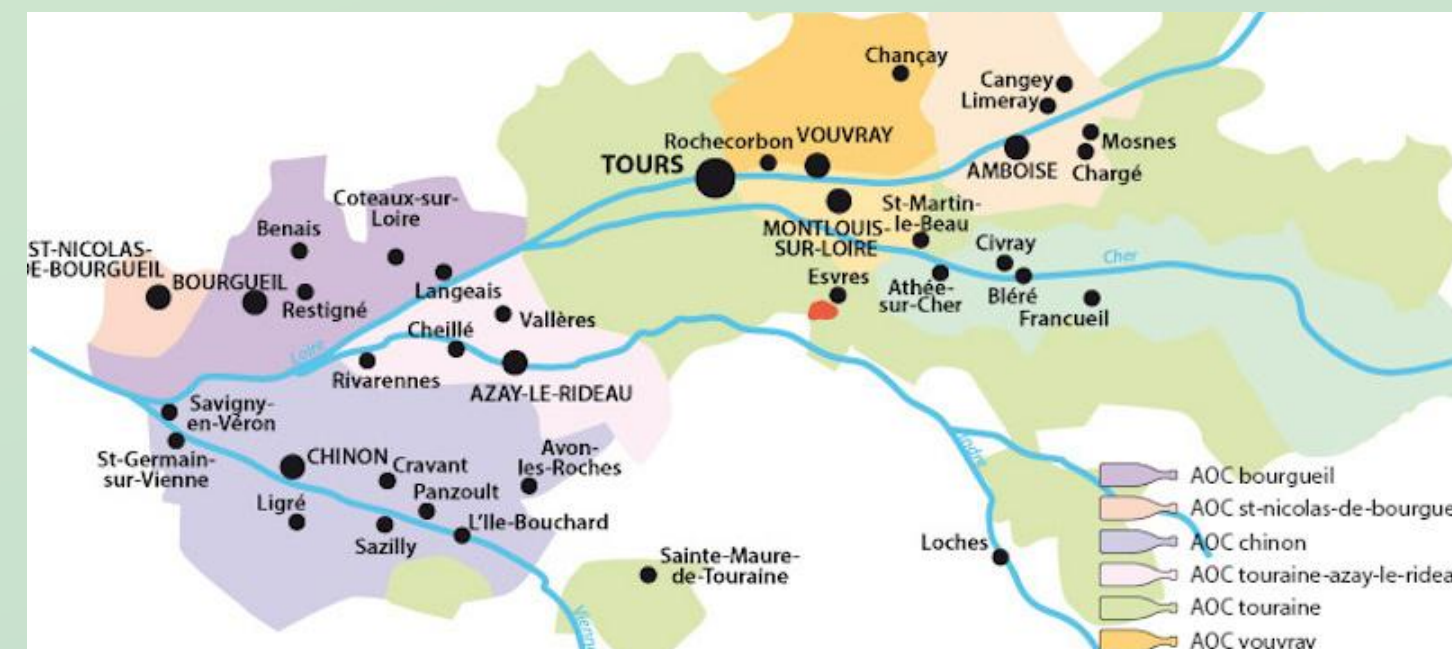 Chançay
Cangey
Limeray
Rochecorbon
VOUVRAY
TOURS
Mosnes
AMBOISE
Chargé
Coteaux-sur-
Loire
Benais
St-Martin-
le-Beau
MONTLOUIS-
SUR-LOIRE
Civray
Cher
ST-NICOLAS-
DE-BOURGUEIL
BOURGUEIL
Restigné
Langeais
Esvres
Athée-
sur-Cher
Bléré
Francueil
Vallères
Cheillé
Loire
Rivarennes
AZAY-LE-RIDEAU
Savigny-
en-Véron
St-Germain-
sur-Vienne
CHINON
Cravant
Avon-
les-Roches
Indre
Panzoult
Ligré
L'Ile-Bouchard
Sazilly
Loches
Sainte-Maure-
de-Touraine
Vienn
AOC bourgueil
AOC st-nicolas-de-bourgue
AOC chinon
AOC touraine-azay-le-ridea
AOC touraine
AOC vouvray